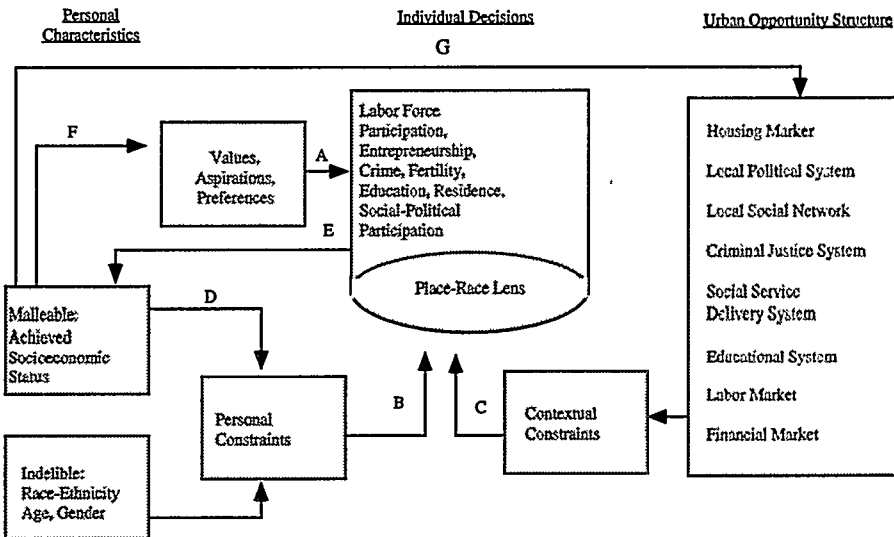 Personal
Characteristics
Individual Decisions
Urban Opportunity Structure
G
F
A
Values,
Aspirations,
Preferences
Labor Force
Participation,
Entrepreneurship,
Crime, Fertility,
Education, Residence,
Social-Political
Participation
E
Place-Race Lens
Malleable:
Achieved
Socioeconomic
Status
D
Personal
Constraints
B
C
Contextual
Constraints
Indelible:
Race-Ethnicity
Age, Gender
Housing Marker
Local Political System
Local Social Network
Criminal Justice System
Social Service
Delivery System
Educational System
Labor Market
Financial Market